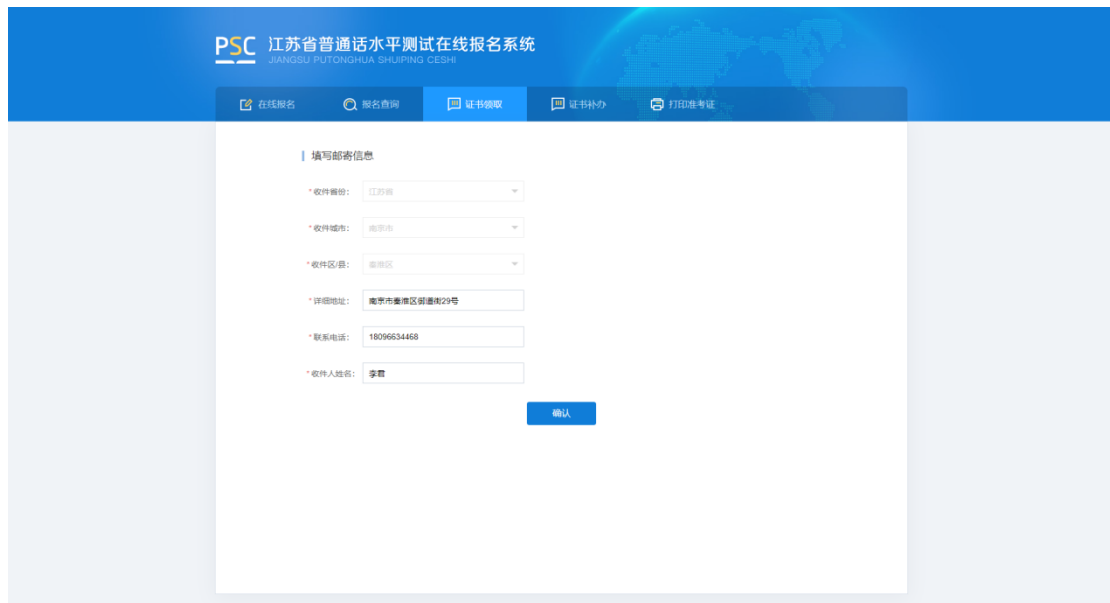 PSC 江苏省普通话水平测试在线报名系统
JIANGSU PUTONGHUA SHUIPING CESHI
在线报名 报名查询 证书领取 证书补办 打印准考证
填写邮寄信息
*收件省份: 江苏省
*收件城市: 南京市
*收件区/县: 秦淮区
*详细地址: 南京市秦淮区御道街29号
*联系电话: 18096634468
*收件人姓名: 李君
确认